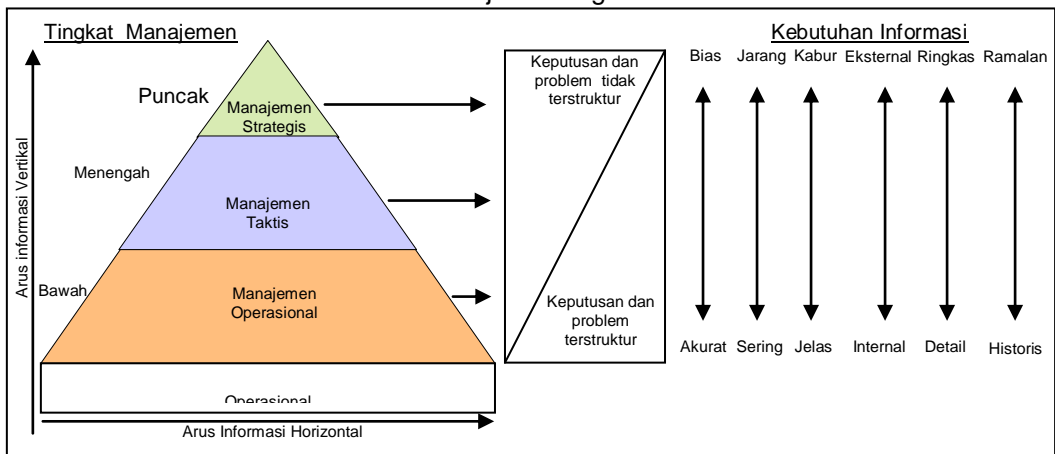 Tingkat Manajemen
Kebutuhan Informasi
Puncak
Menengah
Bawah
Arus informasi Vertikal
Manajemen
Strategis
Manajemen
Taktis
Manajemen
Operasional
Operasional
Arus Informasi Horizontal
Keputusan dan
problem tidak
terstruktur
Keputusan dan
problem
terstruktur
Bias Jarang Kabur Eksternal Ringkas Ramalan
Akurat Sering Jelas Internal Detail Historis